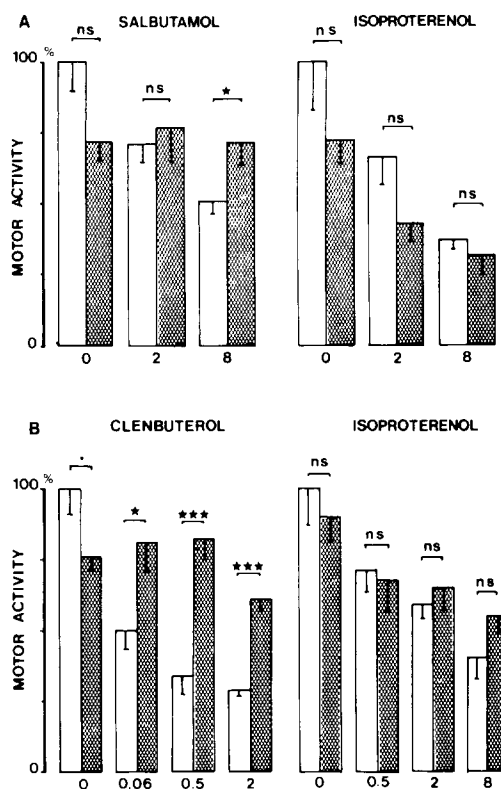 A
SALBUTAMOL
ISOPROTERENOL
%
100
MOTOR ACTIVITY
0
ns
ns
★
0
2
8
ns
ns
ns
0
2
8
B
CLENBUTEROL
ISOPROTERENOL
%
100
MOTOR ACTIVITY
0
★
★★★
★★★
0
0.06
0.5
2
ns
ns
ns
ns
0
0.5
2
8